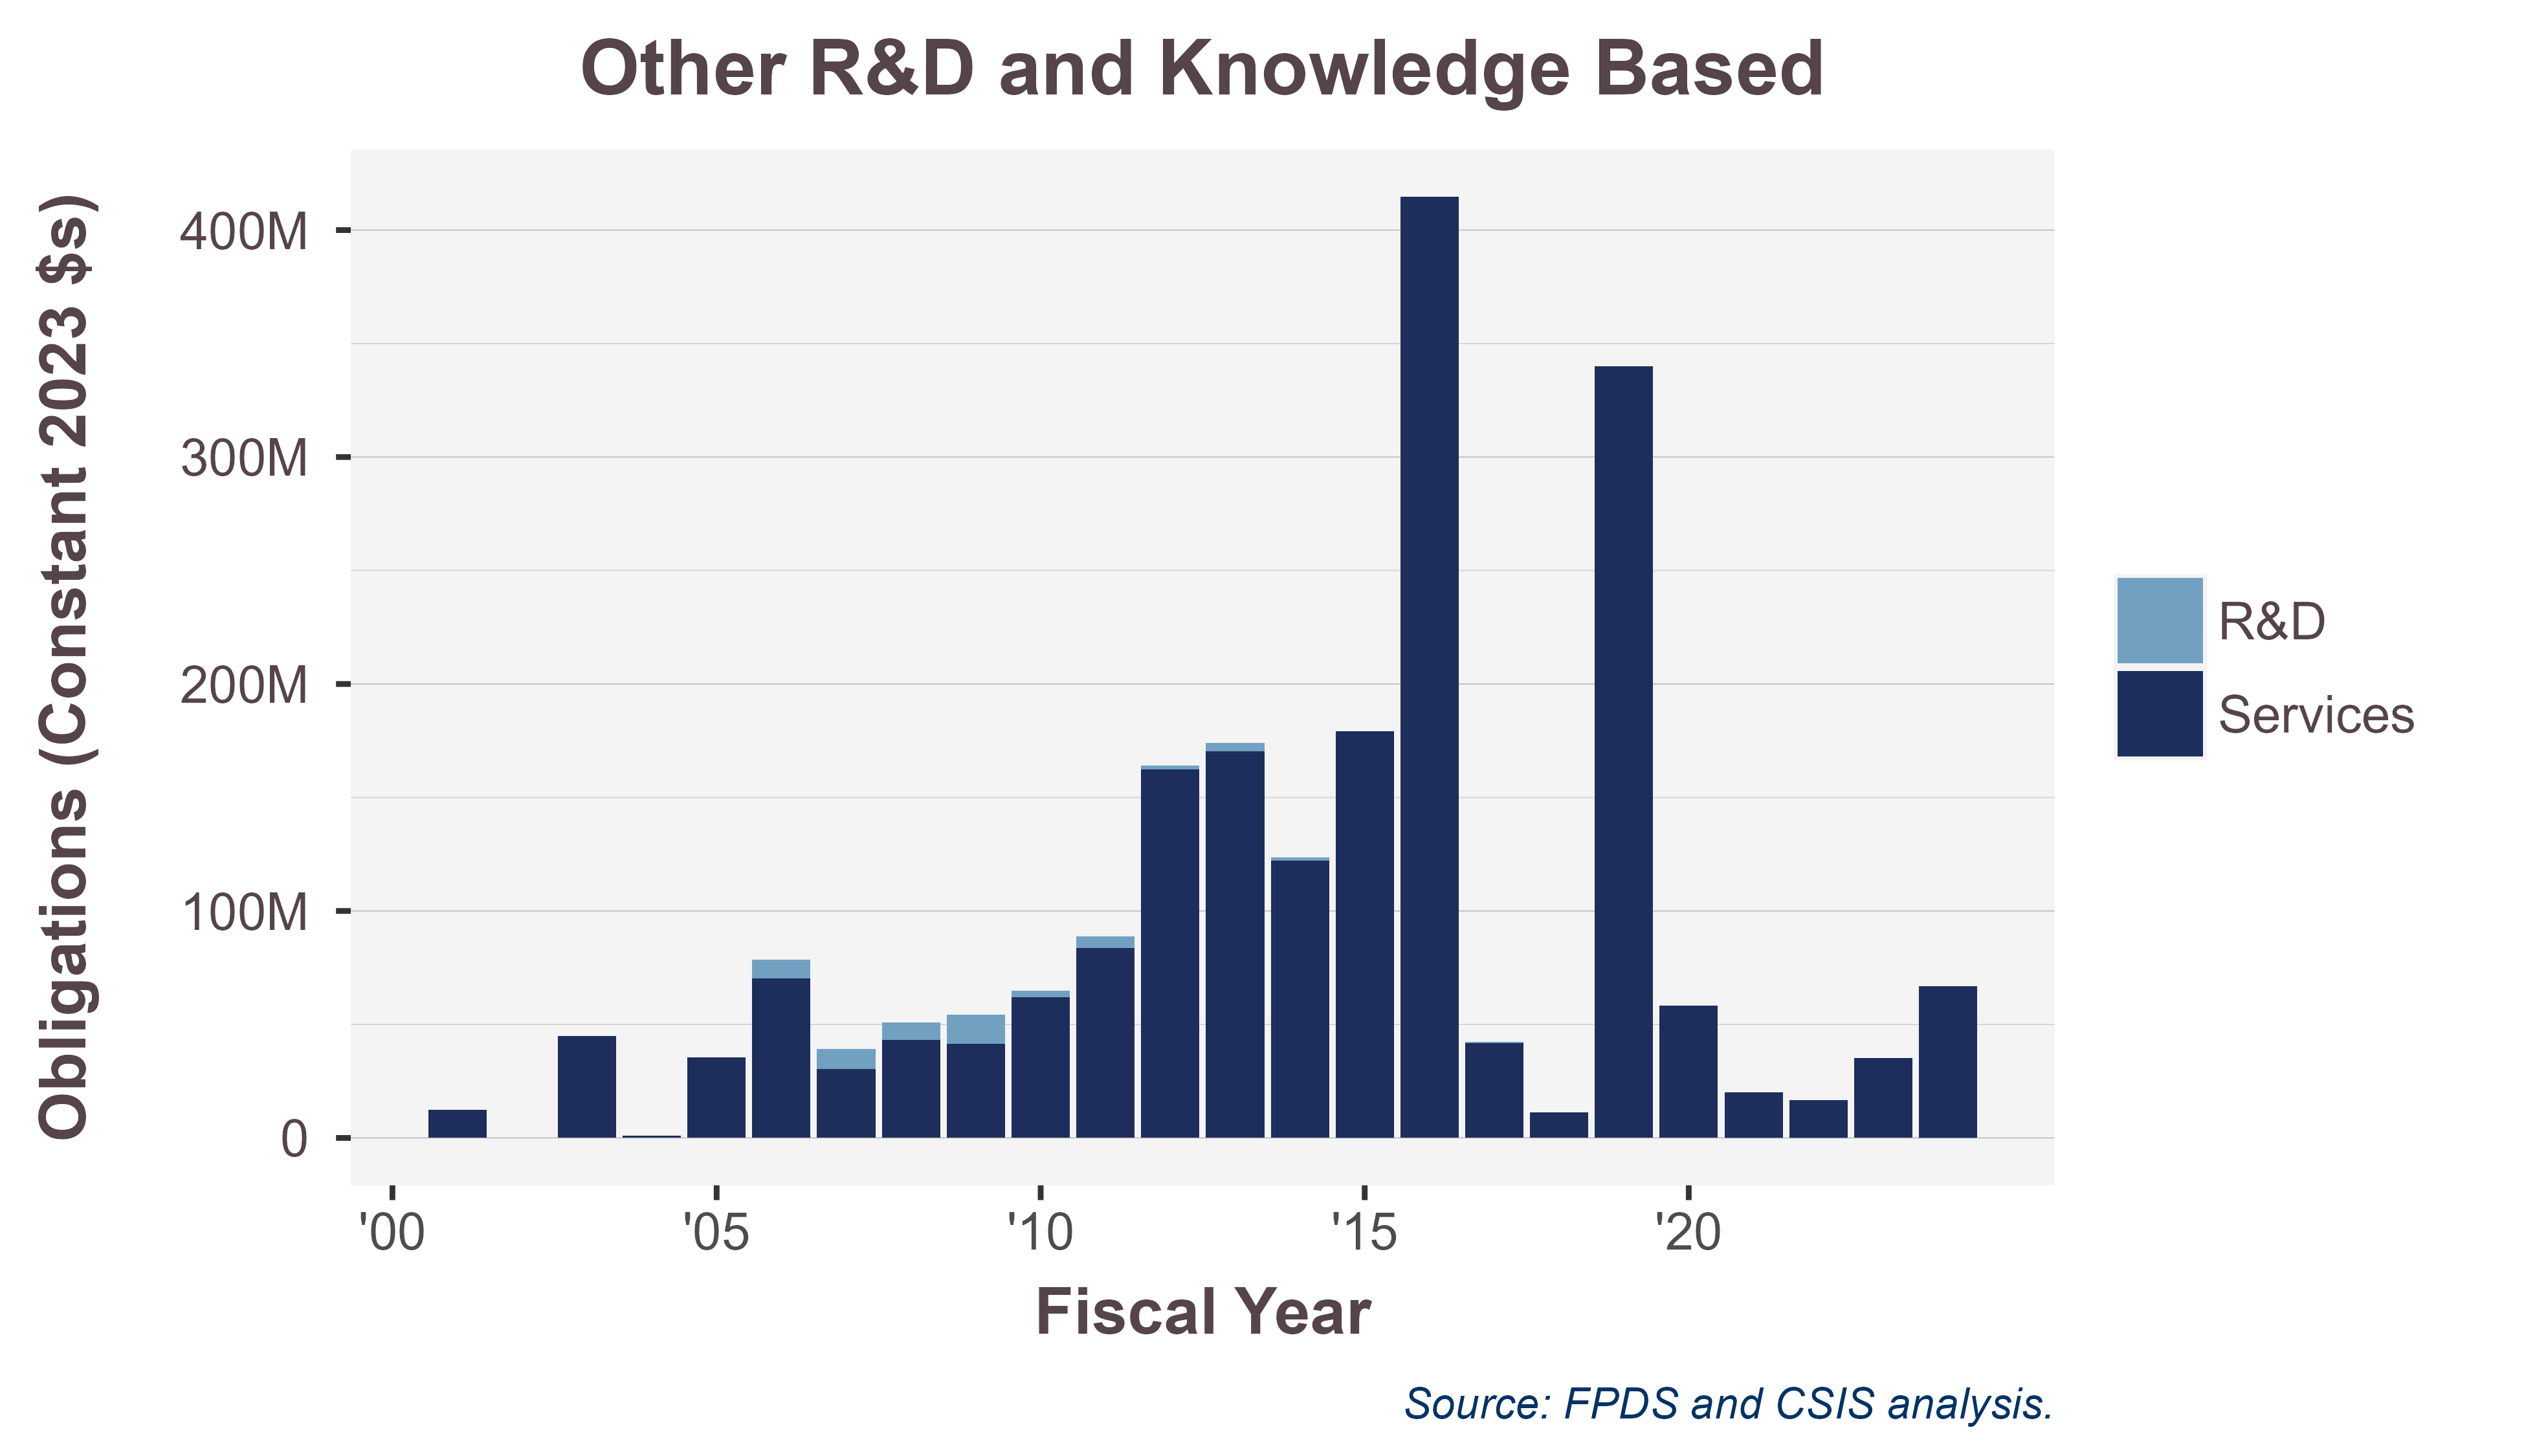 Other R&D and Knowledge Based
Obligations (Constant 2023 $s)
400M
300M
200M
100M
0
'00 '05 '10 '15 '20
Fiscal Year
R&D
Services
Source: FPDS and CSIS analysis.